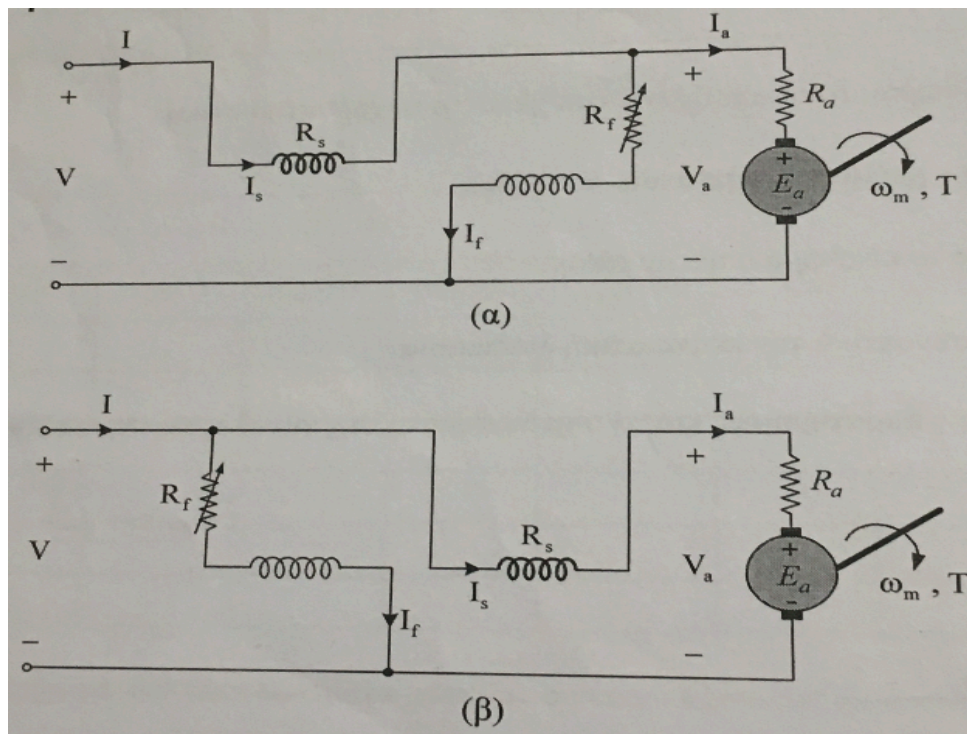 I
I_a
+
+
R_a
R_s
R_f
V
I_s
V_a
+
E_a
-
ω_m , T
I_f
−
−
(α)
I
I_a
+
+
R_f
R_a
R_s
V
V_a
+
E_a
-
I_s
ω_m , T
I_f
−
−
(β)